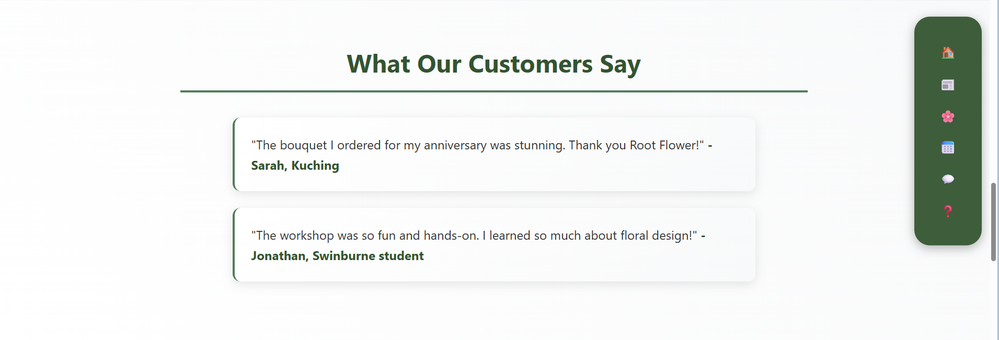 What Our Customers Say
"The bouquet I ordered for my anniversary was stunning. Thank you Root Flower!" -
Sarah, Kuching
"The workshop was so fun and hands-on. I learned so much about floral design!" -
Jonathan, Swinburne student